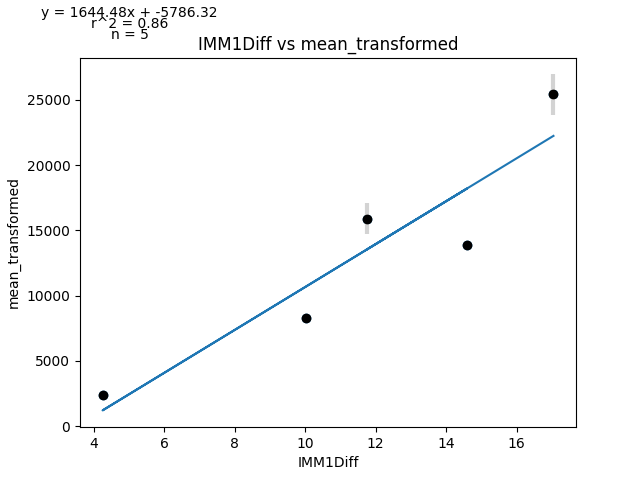 y = 1644.48x + -5786.32
r^2 = 0.86
n = 5
IMM1Diff vs mean_transformed
25000
20000
15000
10000
5000
0
mean_transformed
4 6 8 10 12 14 16
IMM1Diff